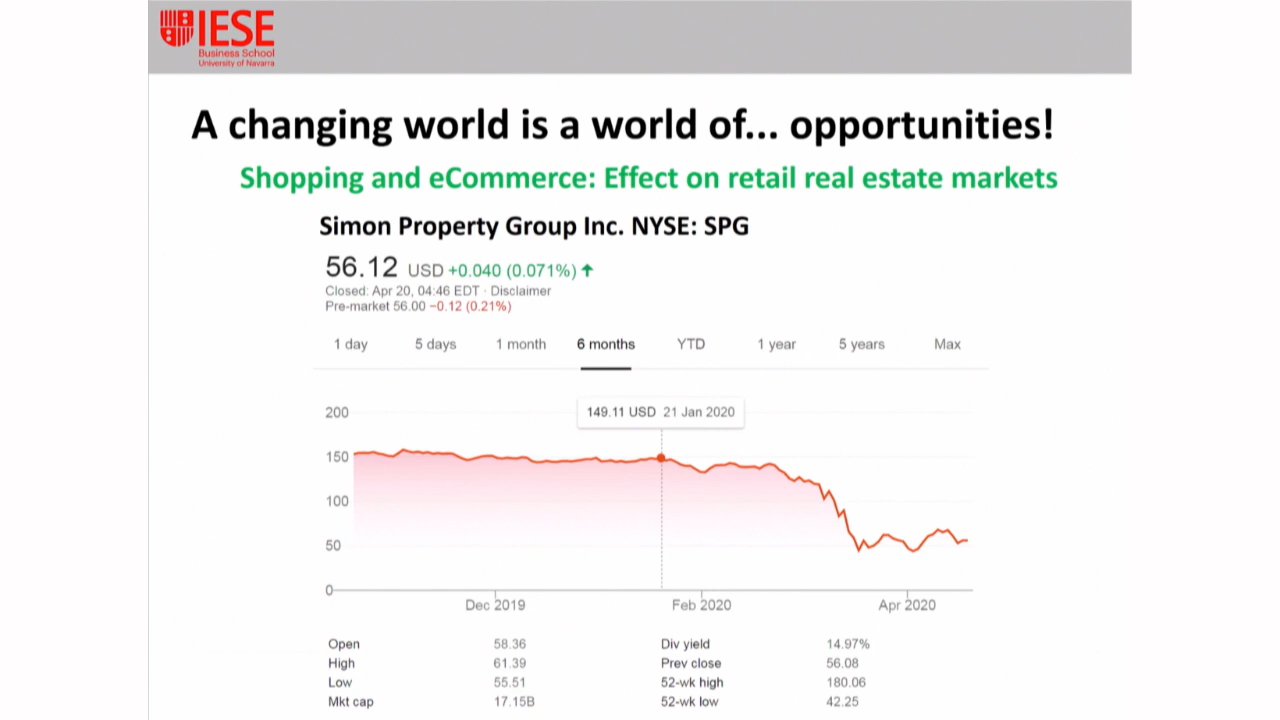 IESE
Business School
University of Navarra
A changing world is a world of... opportunities!
Shopping and eCommerce: Effect on retail real estate markets
Simon Property Group Inc. NYSE: SPG
56.12 USD +0.040 (0.071%)
Closed: Apr 20, 04:46 EDT · Disclaimer
Pre-market 56.00 −0.12 (0.21%)
1 day 5 days 1 month 6 months YTD 1 year 5 years Max
149.11 USD 21 Jan 2020
200
150
100
50
0
Dec 2019 Feb 2020 Apr 2020
Open 58.36 Div yield 14.97%
High 61.39 Prev close 56.08
Low 55.51 52-wk high 180.06
Mkt cap 17.15B 52-wk low 42.25